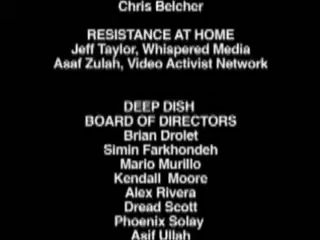 Chris Belcher
RESISTANCE AT HOME
Jeff Taylor, Whispered Media
Asaf Zulah, Video Activist Network
DEEP DISH
BOARD OF DIRECTORS
Brian Drolet
Simin Farkhondeh
Mario Murillo
Kendall Moore
Alex Rivera
Dread Scott
Phoenix Solay
Asif Ullah